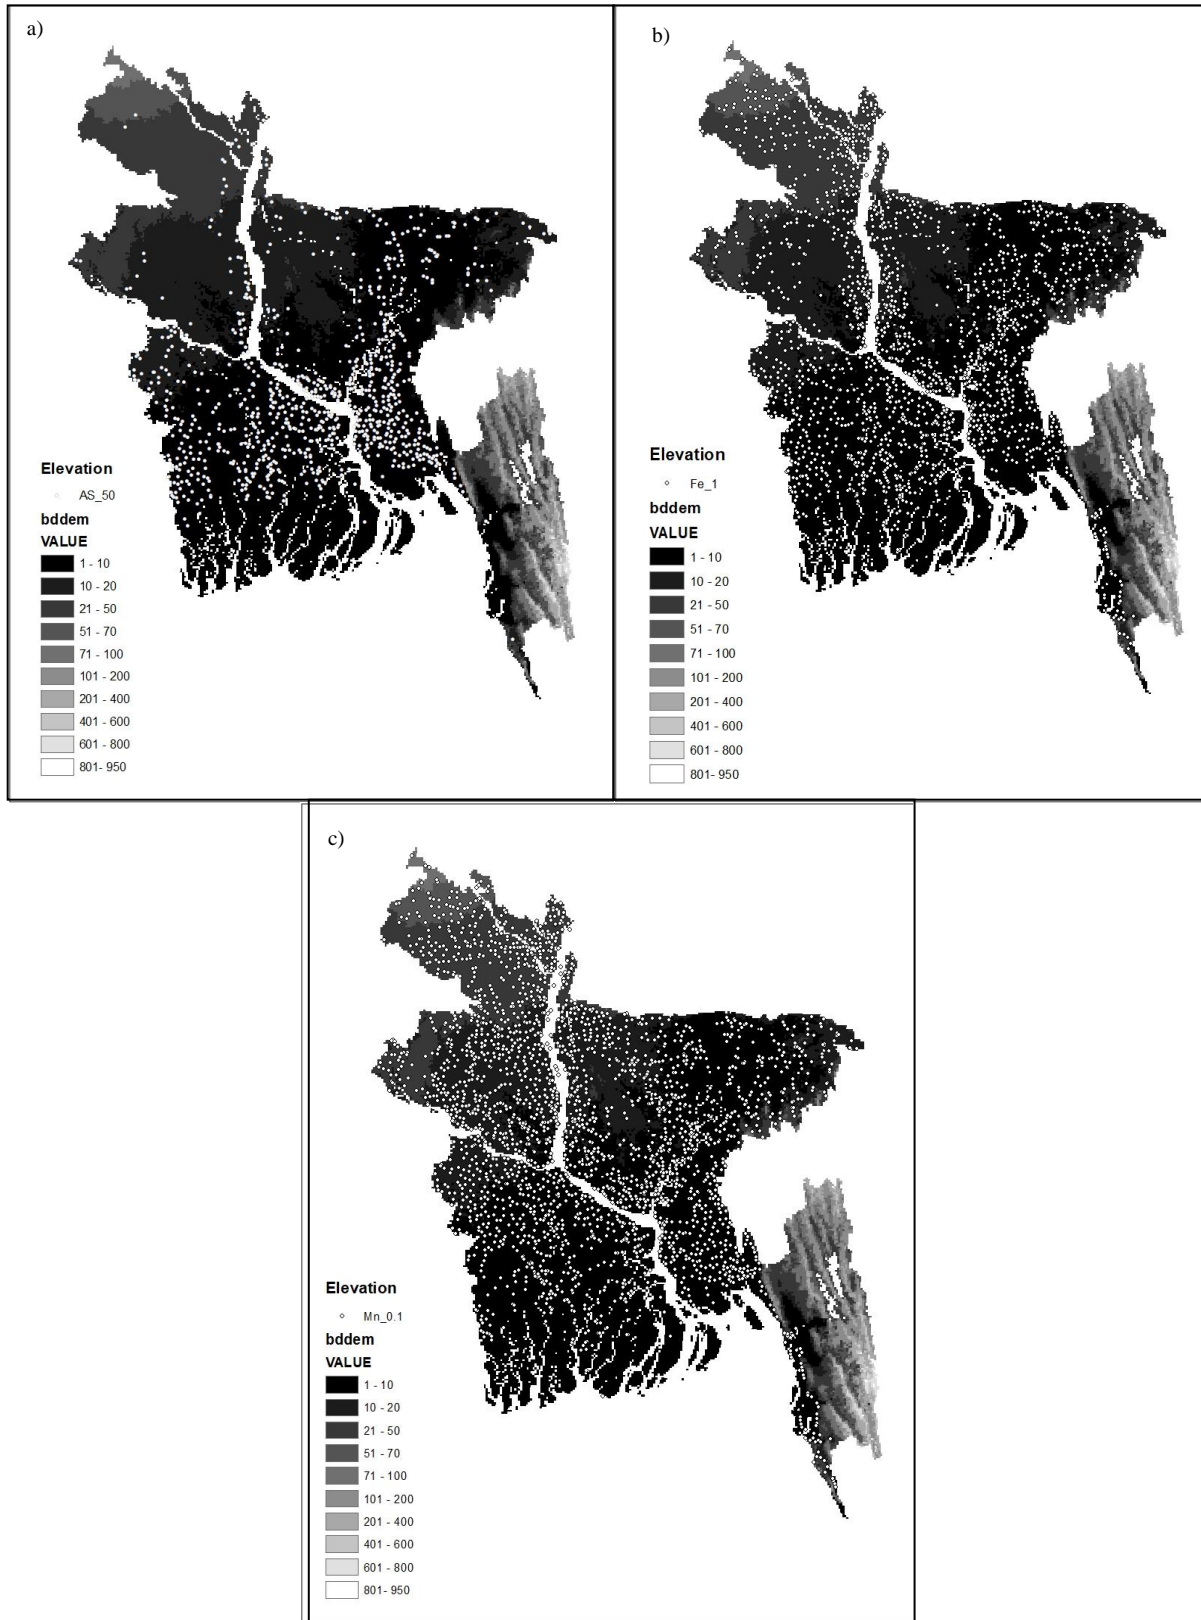 a)
Elevation
AS_50
bddem
VALUE
1 - 10
10 - 20
21 - 50
51 - 70
71 - 100
101 - 200
201 - 400
401 - 600
601 - 800
801- 950
b)
Elevation
Fe_1
bddem
VALUE
1 - 10
10 - 20
21 - 50
51 - 70
71 - 100
101 - 200
201 - 400
401 - 600
601 - 800
801- 950
c)
Elevation
Mn_0.1
bddem
VALUE
1 - 10
10 - 20
21 - 50
51 - 70
71 - 100
101 - 200
201 - 400
401 - 600
601 - 800
801- 950